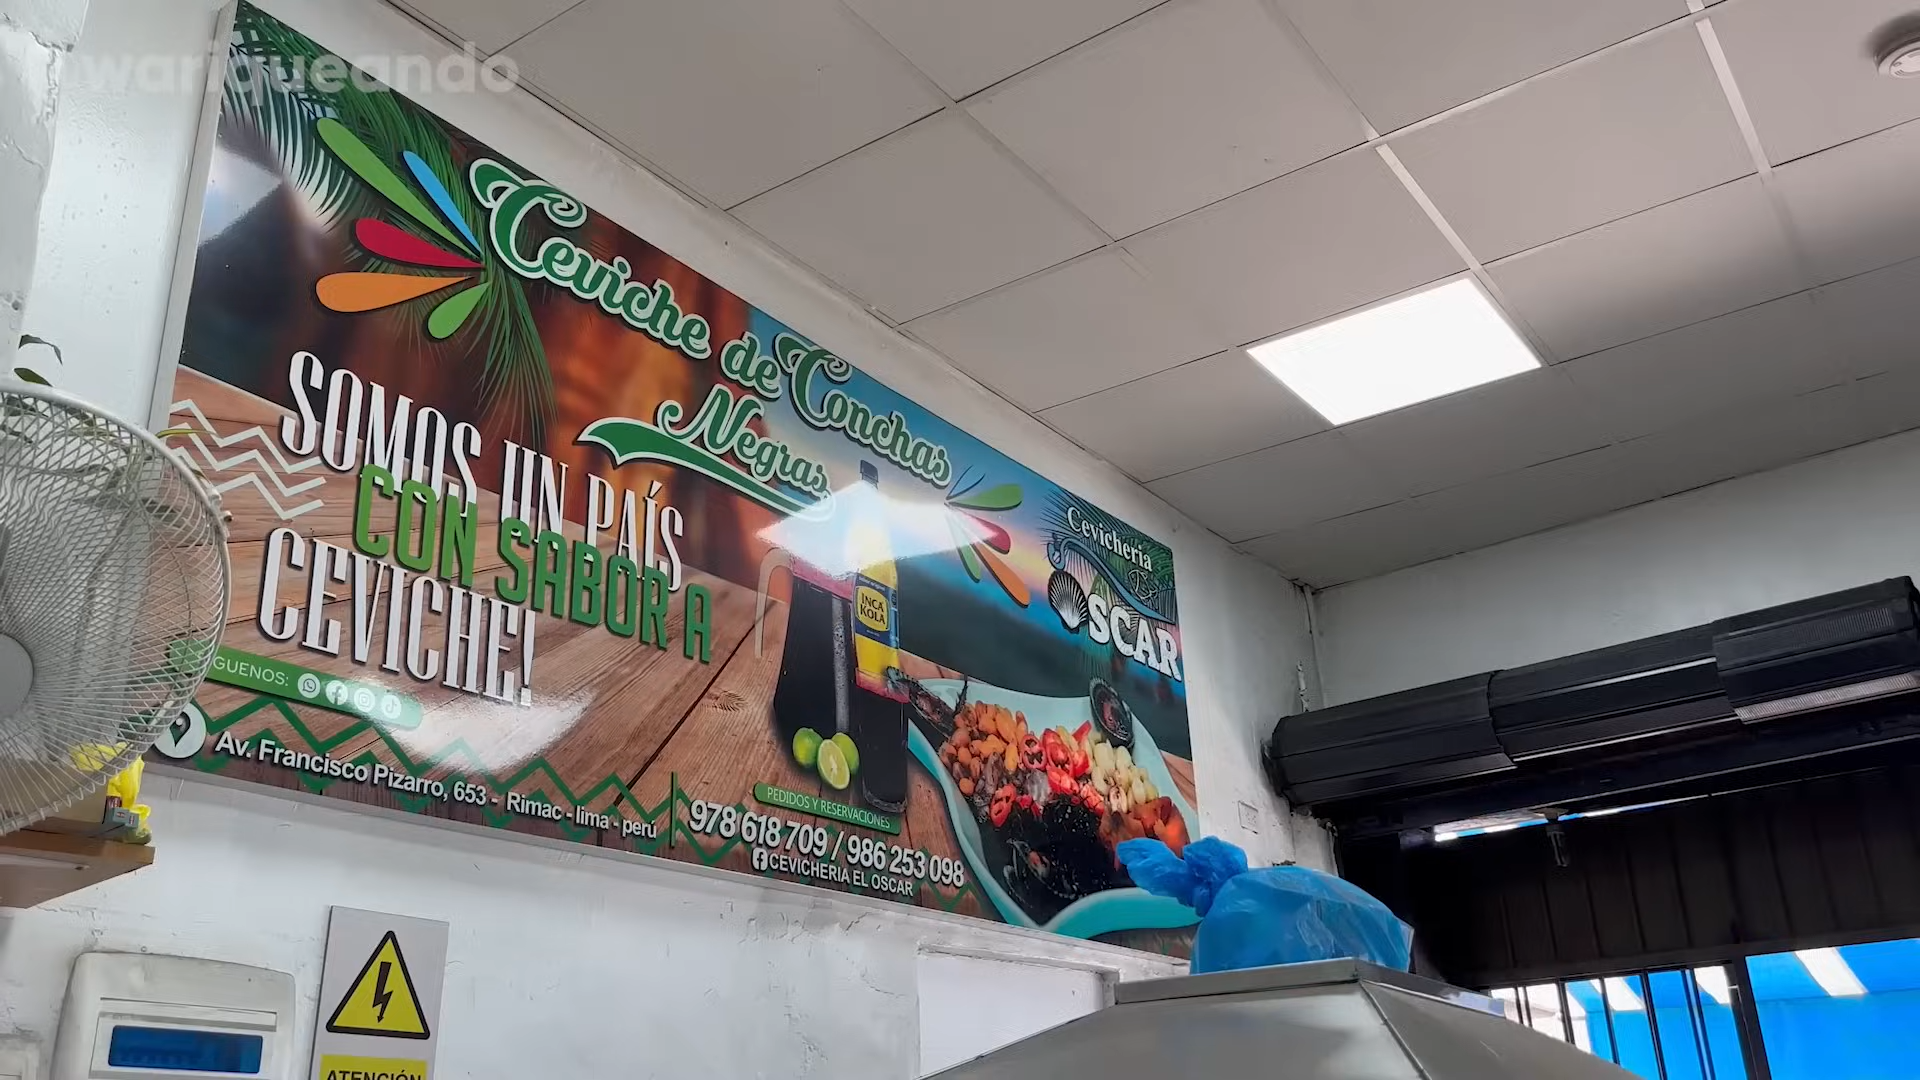 wariqueando
Ceviche de Conchas
Negras
SOMOS UN PAÍS
CON SABOR A
CEVICHE!
Cevicheria
OSCAR
INCA
KOLA
GUENOS:
Av. Francisco Pizarro, 653 - Rimac - lima - perú
PEDIDOS Y RESERVACIONES
978 618 709 / 986 253 098
CEVICHERIA EL OSCAR
ATENCIÓN